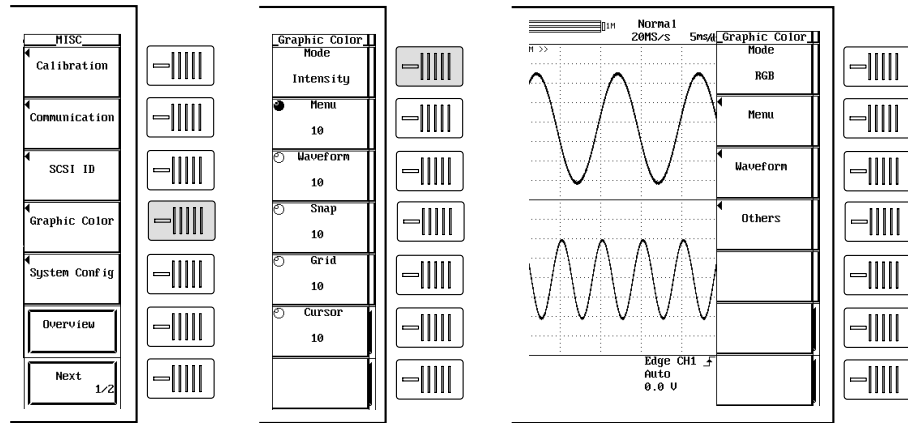 MISC
Calibration
Communication
SCSI ID
Graphic Color
System Config
Overview
Next
1/2
Graphic Color
Mode
Intensity
Menu
10
Waveform
10
Snap
10
Grid
10
Cursor
10
1M
Normal
20MS/s 5ms/d
M >>
Graphic Color
Mode
RGB
Menu
Waveform
Others
Edge CH1
Auto
0.0 V